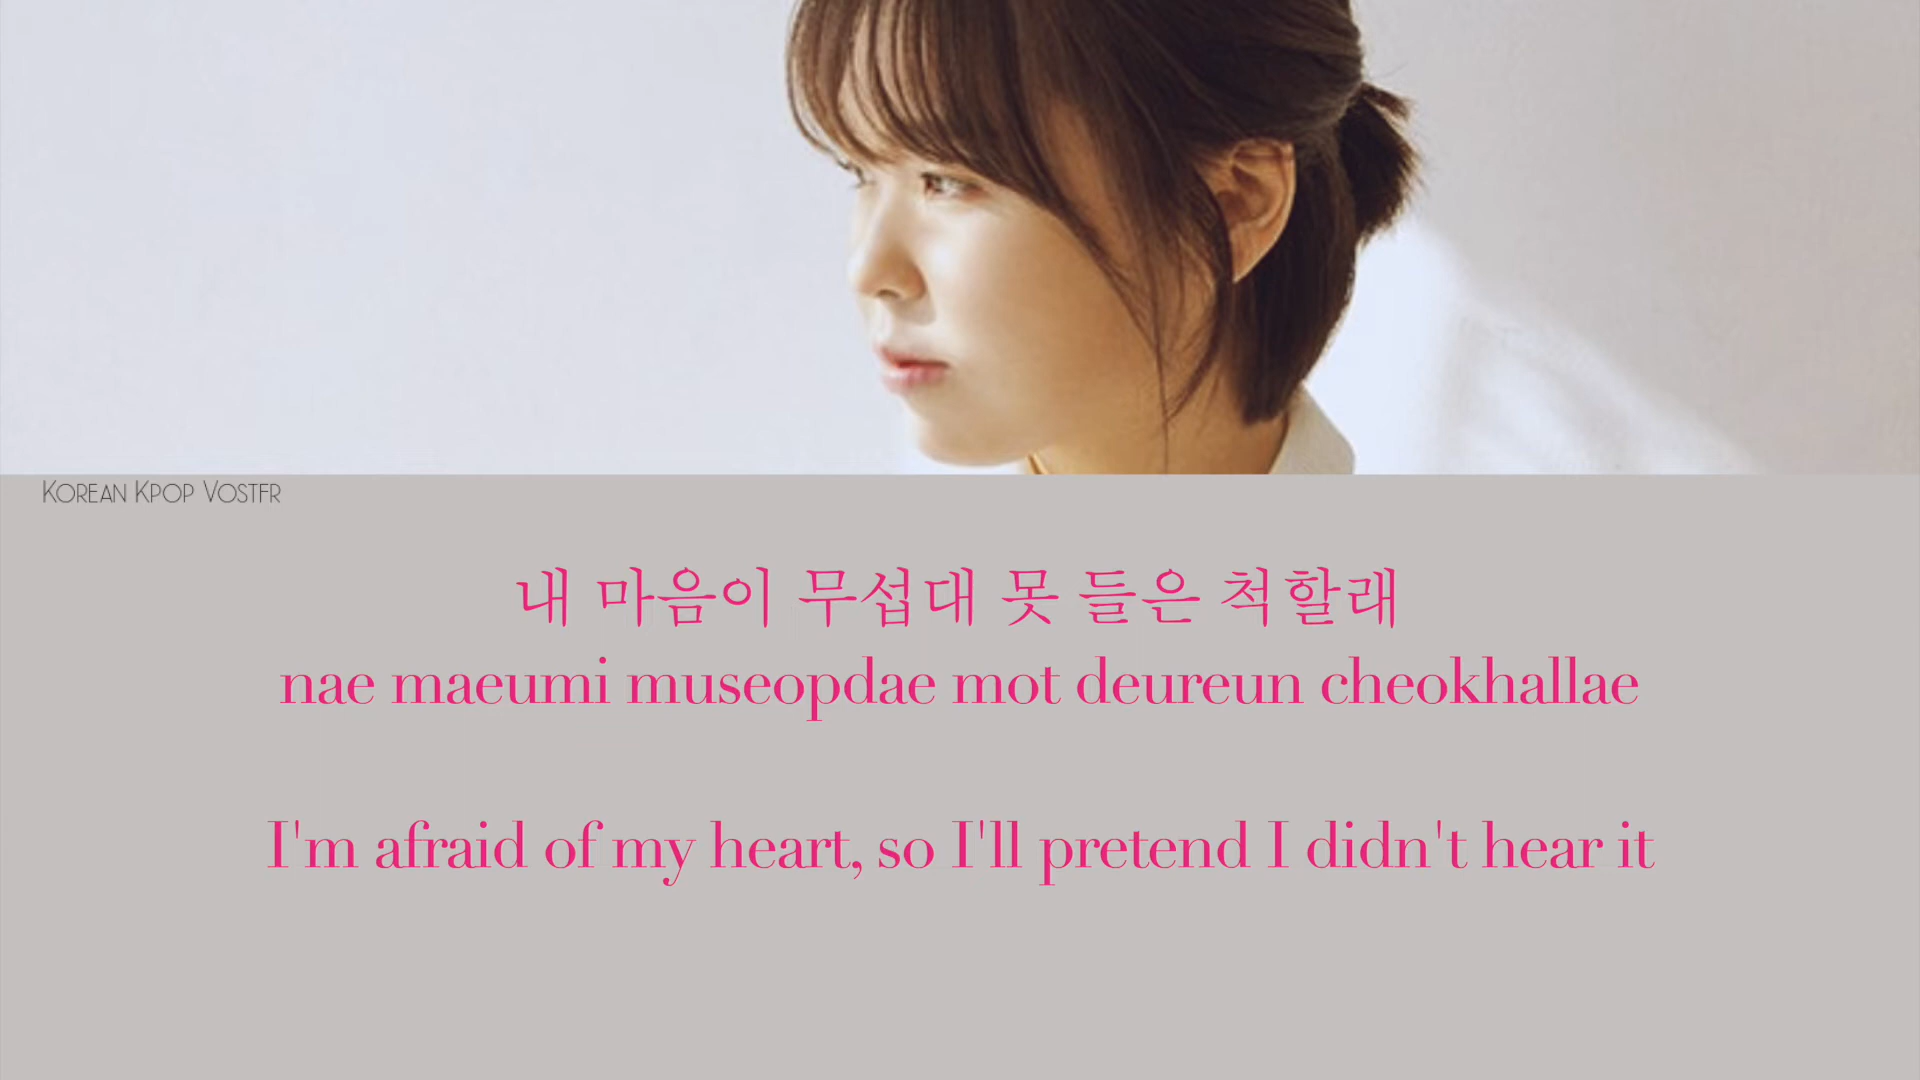 KOREAN KPOP VOSTFR
내 마음이 무섭대 못 들은 척할래
nae maeumi museopdae mot deureun cheokhallae
I'm afraid of my heart, so I'll pretend I didn't hear it